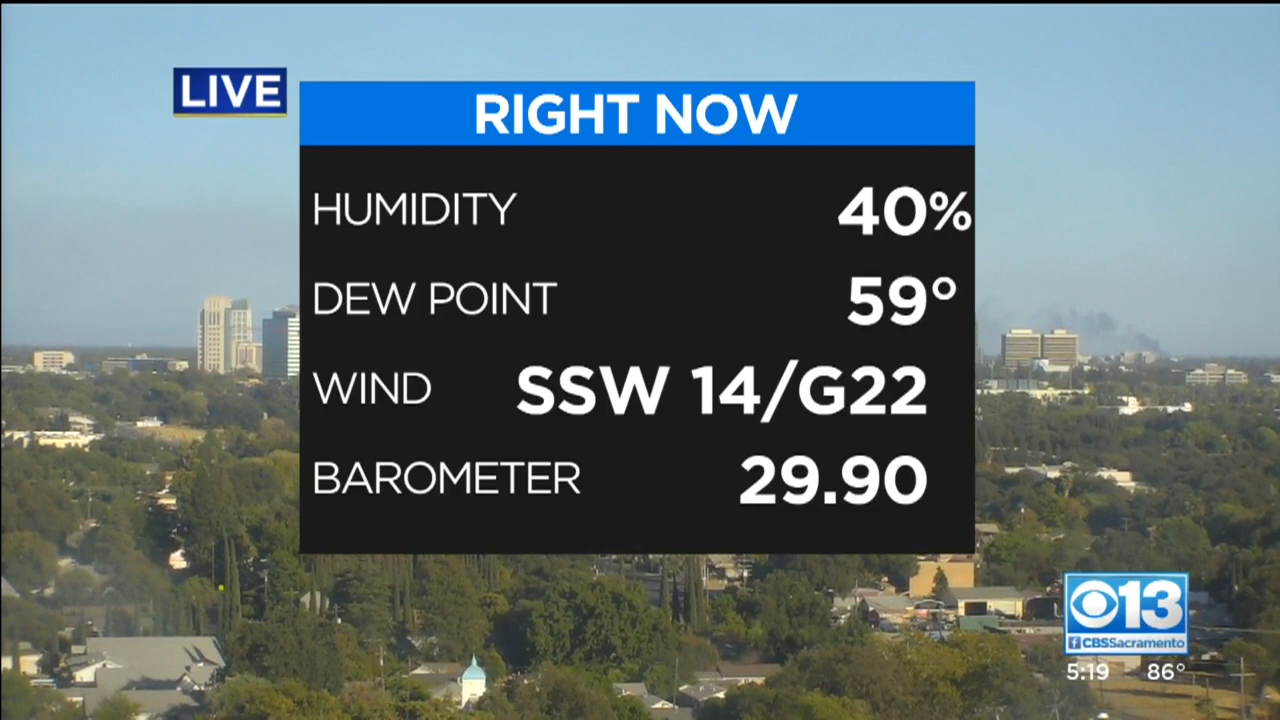 LIVE
RIGHT NOW
HUMIDITY 40%
DEW POINT 59°
WIND SSW 14/G22
BAROMETER 29.90
13
f CBSSacramento
5:19 86°